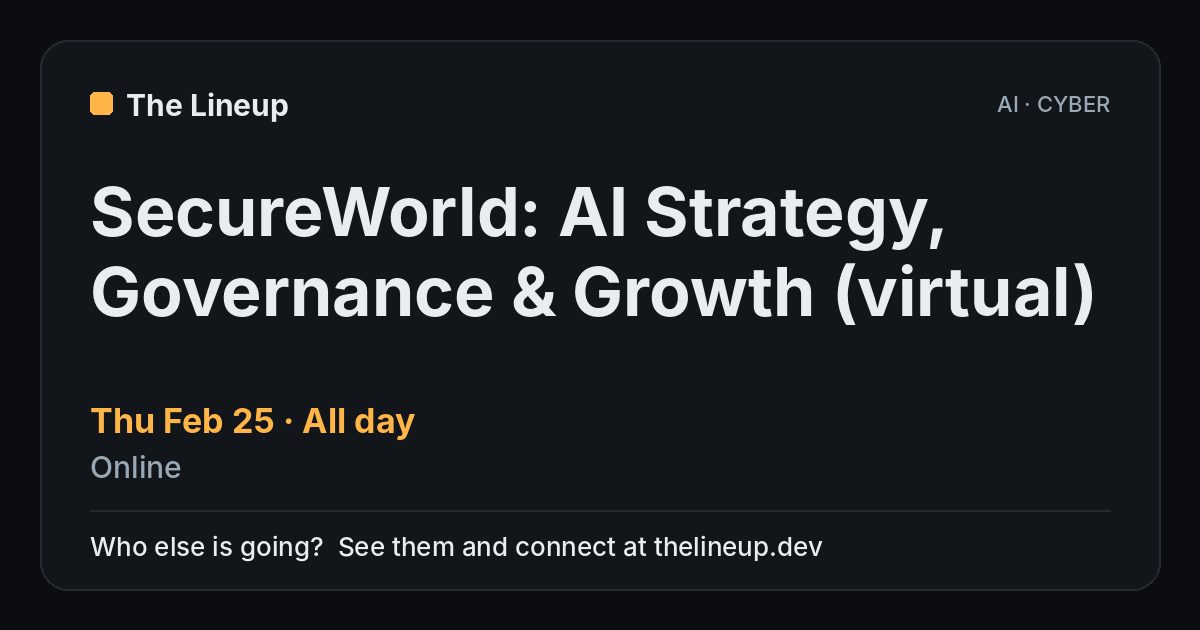 The Lineup
AI · CYBER
SecureWorld: AI Strategy,
Governance & Growth (virtual)
Thu Feb 25 · All day
Online
Who else is going? See them and connect at thelineup.dev